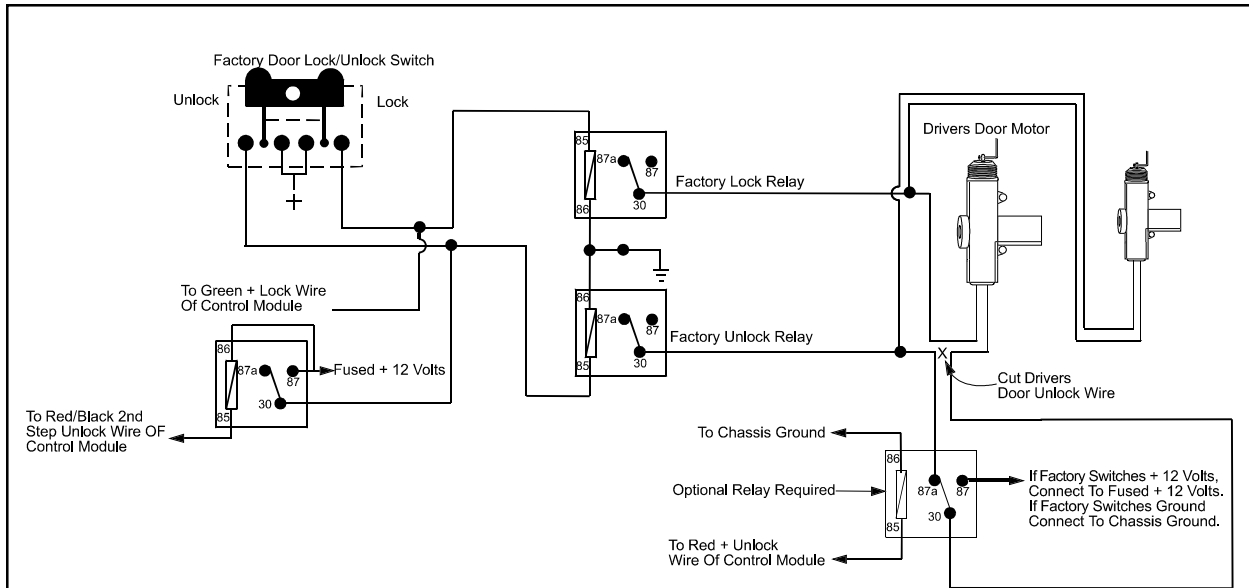 Factory Door Lock/Unlock Switch
Unlock
Lock
+
85
87a
87
86
30
Factory Lock Relay
Drivers Door Motor
To Green + Lock Wire
Of Control Module
86
87a
87
85
30
Factory Unlock Relay
X
Cut Drivers
Door Unlock Wire
86
87a
87
30
85
Fused + 12 Volts
To Red/Black 2nd
Step Unlock Wire OF
Control Module
To Chassis Ground
Optional Relay Required
86
87a
87
30
85
If Factory Switches + 12 Volts,
Connect To Fused + 12 Volts.
If Factory Switches Ground
Connect To Chassis Ground.
To Red + Unlock
Wire Of Control Module